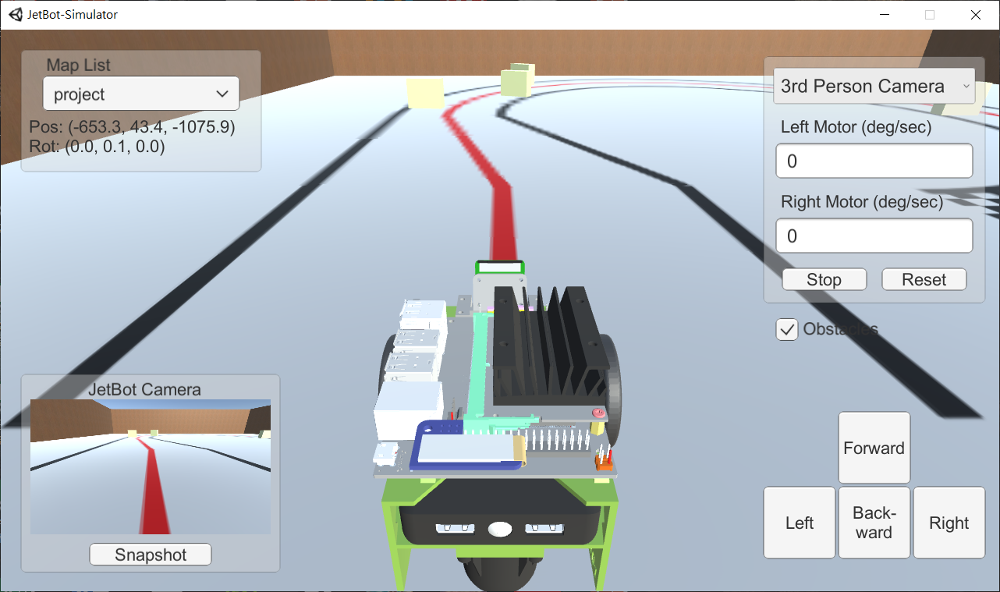 JetBot-Simulator
Map List
project
Pos: (-653.3, 43.4, -1075.9)
Rot: (0.0, 0.1, 0.0)
3rd Person Camera
Left Motor (deg/sec)
0
Right Motor (deg/sec)
0
Stop
Reset
Obstacles
JetBot Camera
Snapshot
Forward
Left
Back-
ward
Right